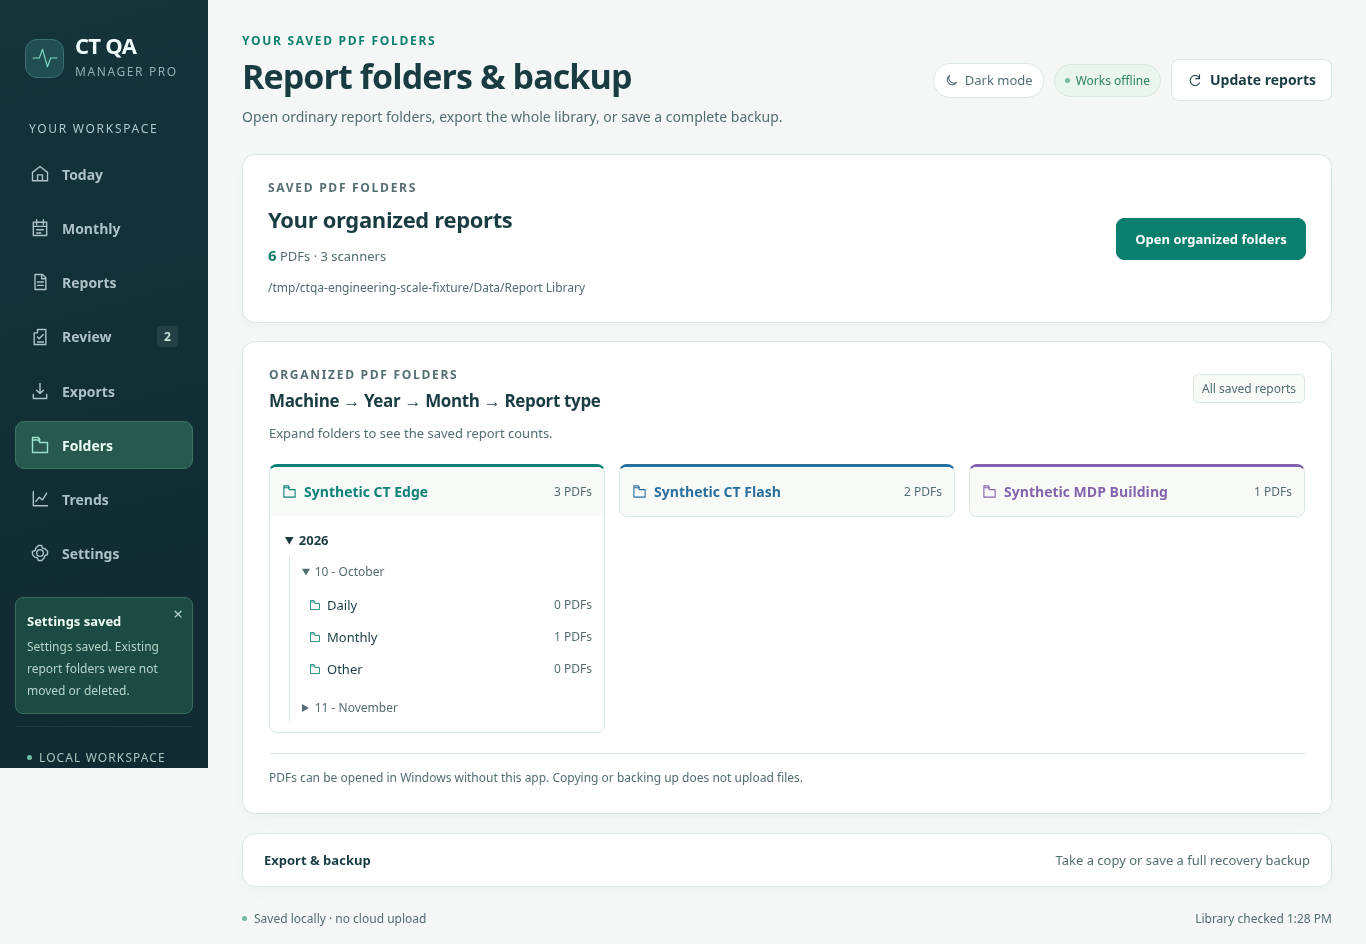 CT QA
MANAGER PRO
YOUR WORKSPACE
Today
Monthly
Reports
Review 2
Exports
Folders
Trends
Settings
Settings saved ×
Settings saved. Existing
report folders were not
moved or deleted.
LOCAL WORKSPACE
YOUR SAVED PDF FOLDERS
Report folders & backup
Open ordinary report folders, export the whole library, or save a complete backup.
Dark mode
Works offline
Update reports
SAVED PDF FOLDERS
Your organized reports
6 PDFs · 3 scanners
/tmp/ctqa-engineering-scale-fixture/Data/Report Library
Open organized folders
ORGANIZED PDF FOLDERS
Machine → Year → Month → Report type
Expand folders to see the saved report counts.
All saved reports
Synthetic CT Edge 3 PDFs
2026
10 - October
Daily 0 PDFs
Monthly 1 PDFs
Other 0 PDFs
11 - November
Synthetic CT Flash 2 PDFs
Synthetic MDP Building 1 PDFs
PDFs can be opened in Windows without this app. Copying or backing up does not upload files.
Export & backup
Take a copy or save a full recovery backup
Saved locally · no cloud upload
Library checked 1:28 PM